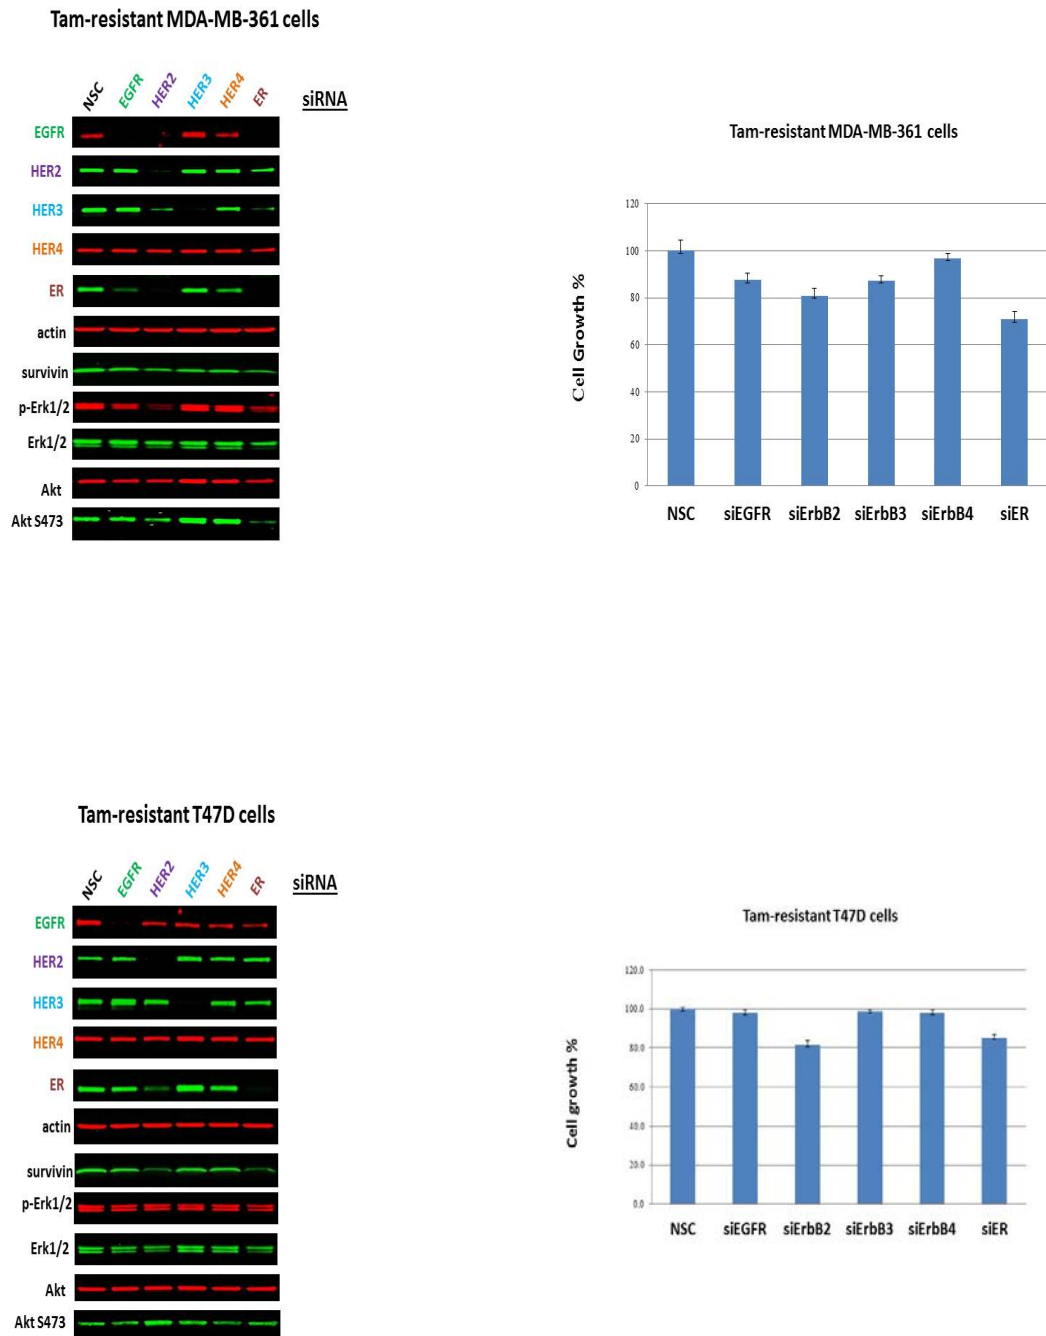 Tam-resistant MDA-MB-361 cells
NSC EGFR HER2 HER3 HER4 ER
siRNA
EGFR
HER2
HER3
HER4
ER
actin
survivin
p-Erk1/2
Erk1/2
Akt
Akt S473
Tam-resistant MDA-MB-361 cells
Cell Growth %
120
100
80
60
40
20
0
NSC siEGFR siErbB2 siErbB3 siErbB4 siER
Tam-resistant T47D cells
NSC EGFR HER2 HER3 HER4 ER
siRNA
EGFR
HER2
HER3
HER4
ER
actin
survivin
p-Erk1/2
Erk1/2
Akt
Akt S473
Tam-resistant T47D cells
Cell growth %
120.0
100.0
80.0
60.0
40.0
20.0
0.0
NSC siEGFR siErbB2 siErbB3 siErbB4 siER